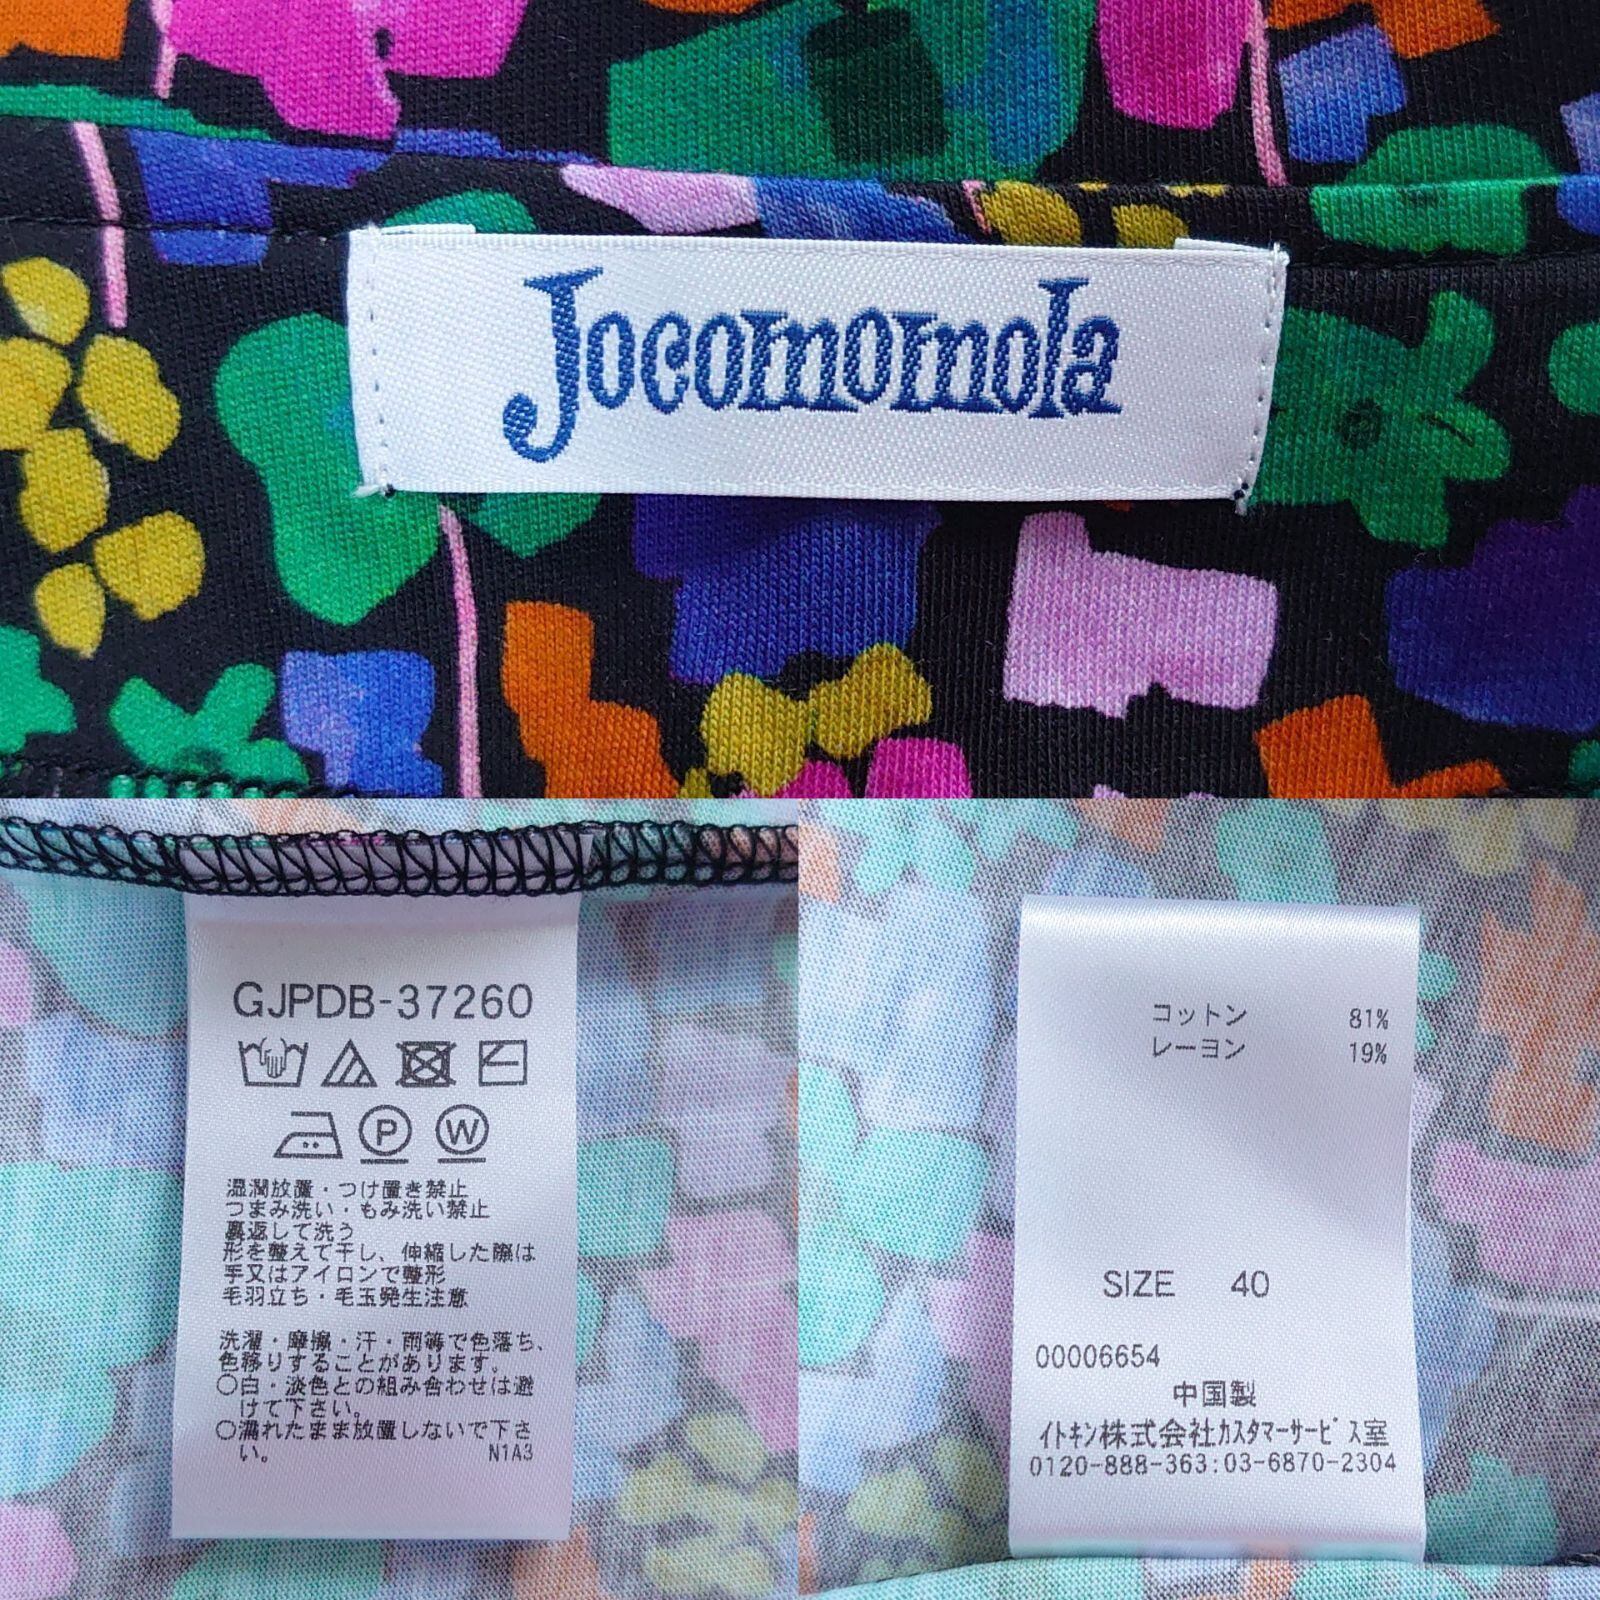 Jocomomola
GJPDB-37260
P W
湿潤放置・つけ置き禁止
つまみ洗い・もみ洗い禁止
裏返して洗う
形を整えて干し、伸縮した際は
手又はアイロンで整形
毛羽立ち・毛玉発生注意
洗濯・摩擦・汗・雨等で色落ち、
色移りすることがあります。
○白・淡色との組み合わせは避
けて下さい。
○濡れたまま放置しないで下さ
い。 N1A3
コットン 81%
レーヨン 19%
SIZE 40
00006654
中国製
イトキン株式会社カスタマーサービス室
0120-888-363:03-6870-2304